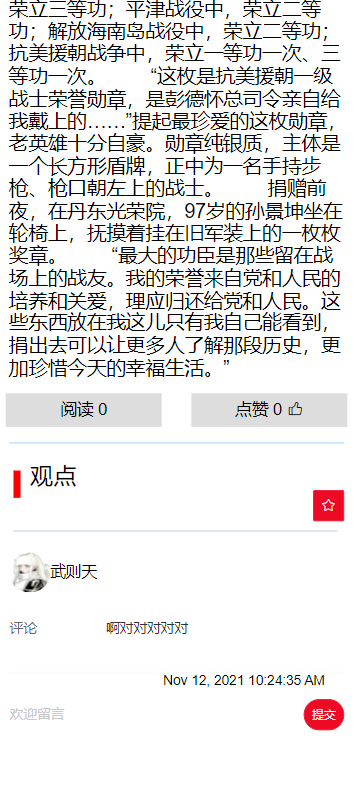 荣立三等功；平津战役中，荣立二等
功；解放海南岛战役中，荣立二等功；
抗美援朝战争中，荣立一等功一次、三
等功一次。 “这枚是抗美援朝一级
战士荣誉勋章，是彭德怀总司令亲自给
我戴上的……”提起最珍爱的这枚勋章，
老英雄十分自豪。勋章纯银质，主体是
一个长方形盾牌，正中为一名手持步
枪、枪口朝左上的战士。 捐赠前
夜，在丹东光荣院，97岁的孙景坤坐在
轮椅上，抚摸着挂在旧军装上的一枚枚
奖章。 “最大的功臣是那些留在战
场上的战友。我的荣誉来自党和人民的
培养和关爱，理应归还给党和人民。这
些东西放在我这儿只有我自己能看到，
捐出去可以让更多人了解那段历史，更
加珍惜今天的幸福生活。”
阅读 0 点赞 0
观点
武则天
评论 啊对对对对对
Nov 12, 2021 10:24:35 AM
欢迎留言 提交